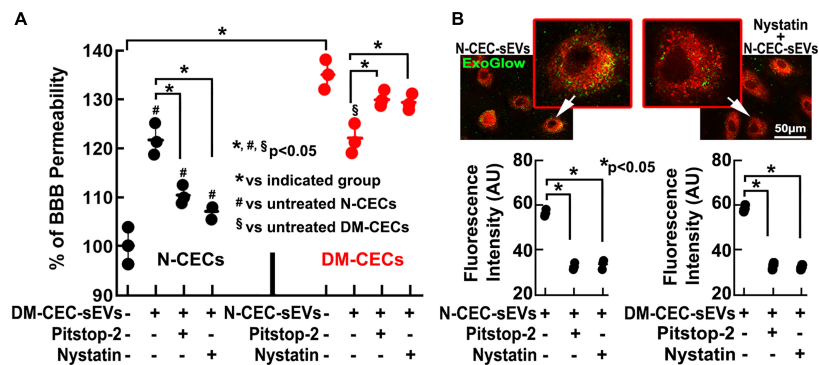 A
% of BBB Permeability
140
130
120
110
100
90
*
*
*
#
#
#
*
*
§
*, #, § p<0.05
* vs indicated group
# vs untreated N-CECs
§ vs untreated DM-CECs
N-CECs
DM-CECs
DM-CEC-sEVs - + + + N-CEC-sEVs - + + +
Pitstop-2 - - + - Pitstop-2 - - + -
Nystatin - - - + Nystatin - - - +
B
N-CEC-sEVs
ExoGlow
Nystatin
+
N-CEC-sEVs
50µm
Fluorescence
Intensity (AU)
80
60
40
20
*
*
*p<0.05
N-CEC-sEVs + + +
Pitstop-2 - + -
Nystatin - - +
Fluorescence
Intensity (AU)
80
60
40
20
*
*
DM-CEC-sEVs + + +
Pitstop-2 - + -
Nystatin - - +